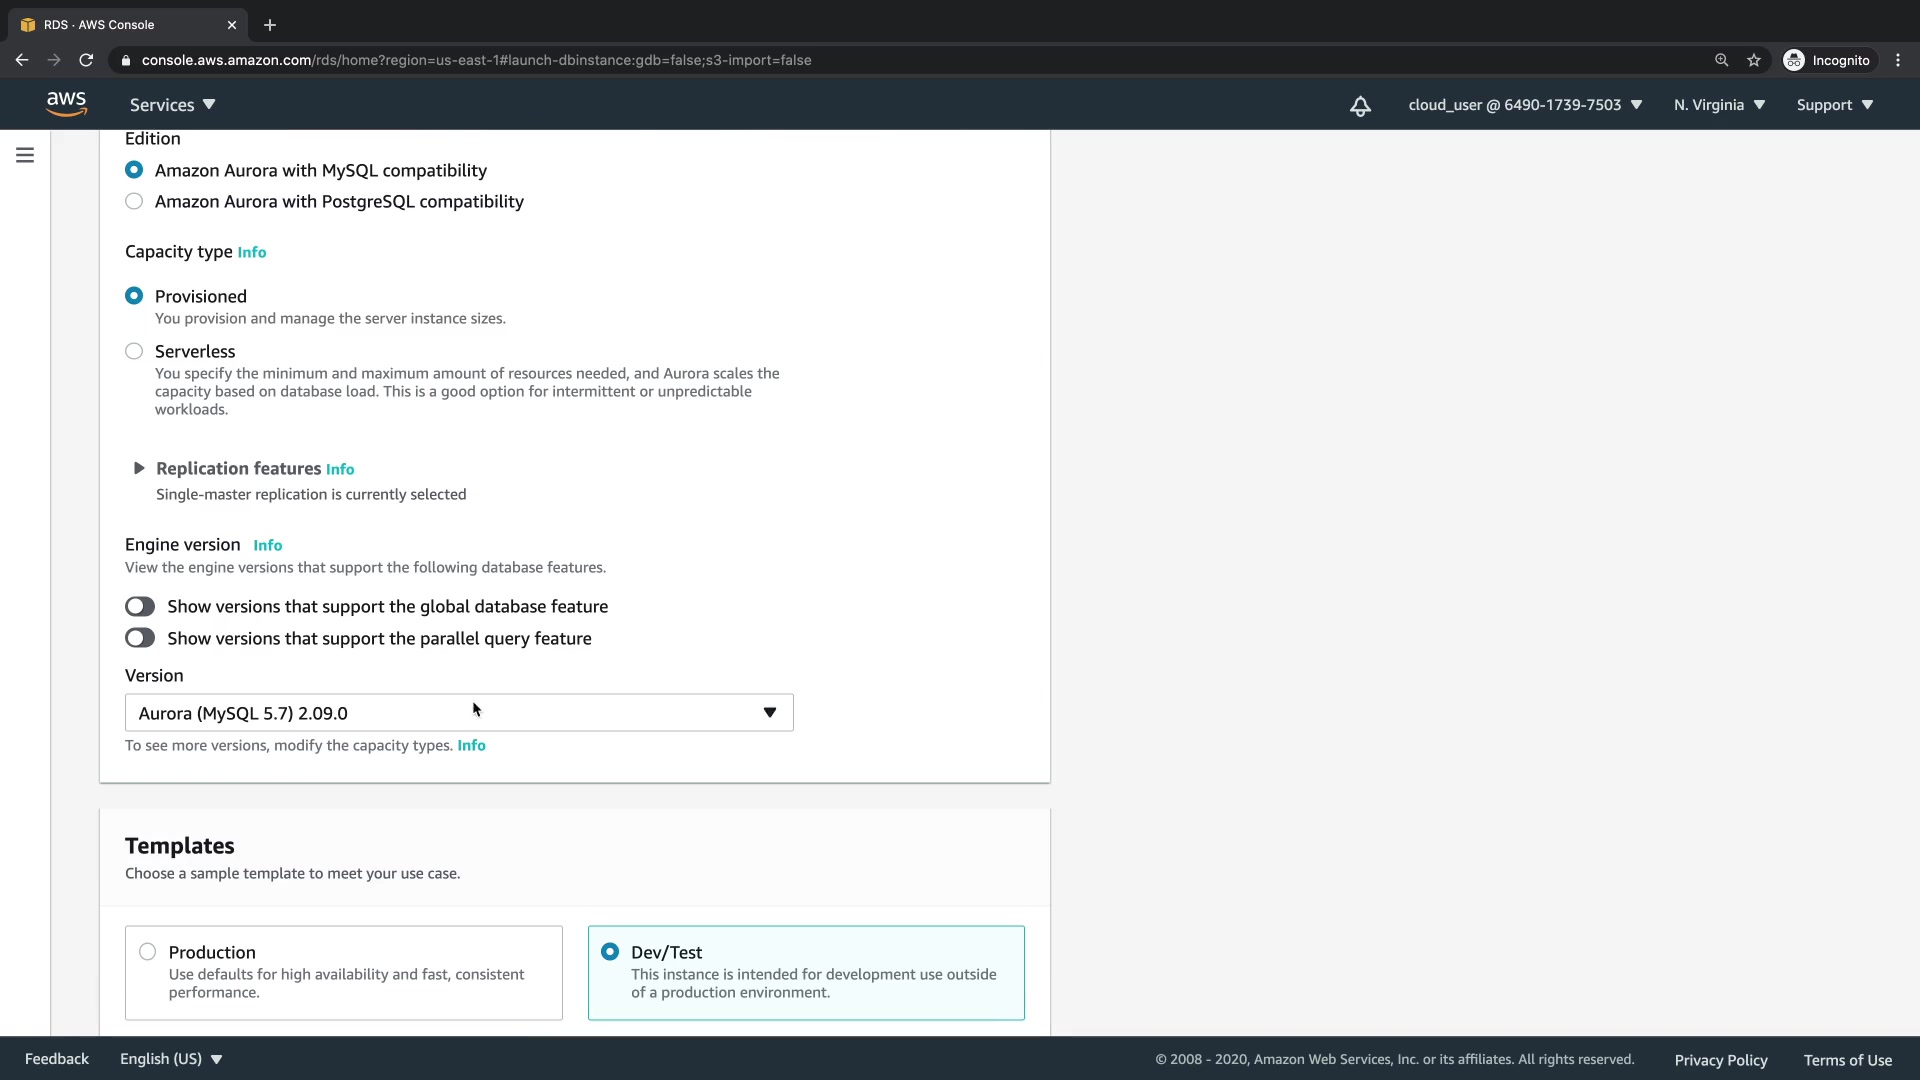 RDS · AWS Console
console.aws.amazon.com/rds/home?region=us-east-1#launch-dbinstance:gdb=false;s3-import=false
Incognito
aws
Services
cloud_user @ 6490-1739-7503
N. Virginia
Support
Edition
Amazon Aurora with MySQL compatibility
Amazon Aurora with PostgreSQL compatibility
Capacity type Info
Provisioned
You provision and manage the server instance sizes.
Serverless
You specify the minimum and maximum amount of resources needed, and Aurora scales the
capacity based on database load. This is a good option for intermittent or unpredictable
workloads.
Replication features Info
Single-master replication is currently selected
Engine version Info
View the engine versions that support the following database features.
Show versions that support the global database feature
Show versions that support the parallel query feature
Version
Aurora (MySQL 5.7) 2.09.0
To see more versions, modify the capacity types. Info
Templates
Choose a sample template to meet your use case.
Production
Use defaults for high availability and fast, consistent
performance.
Dev/Test
This instance is intended for development use outside
of a production environment.
Feedback
English (US)
© 2008 - 2020, Amazon Web Services, Inc. or its affiliates. All rights reserved.
Privacy Policy
Terms of Use